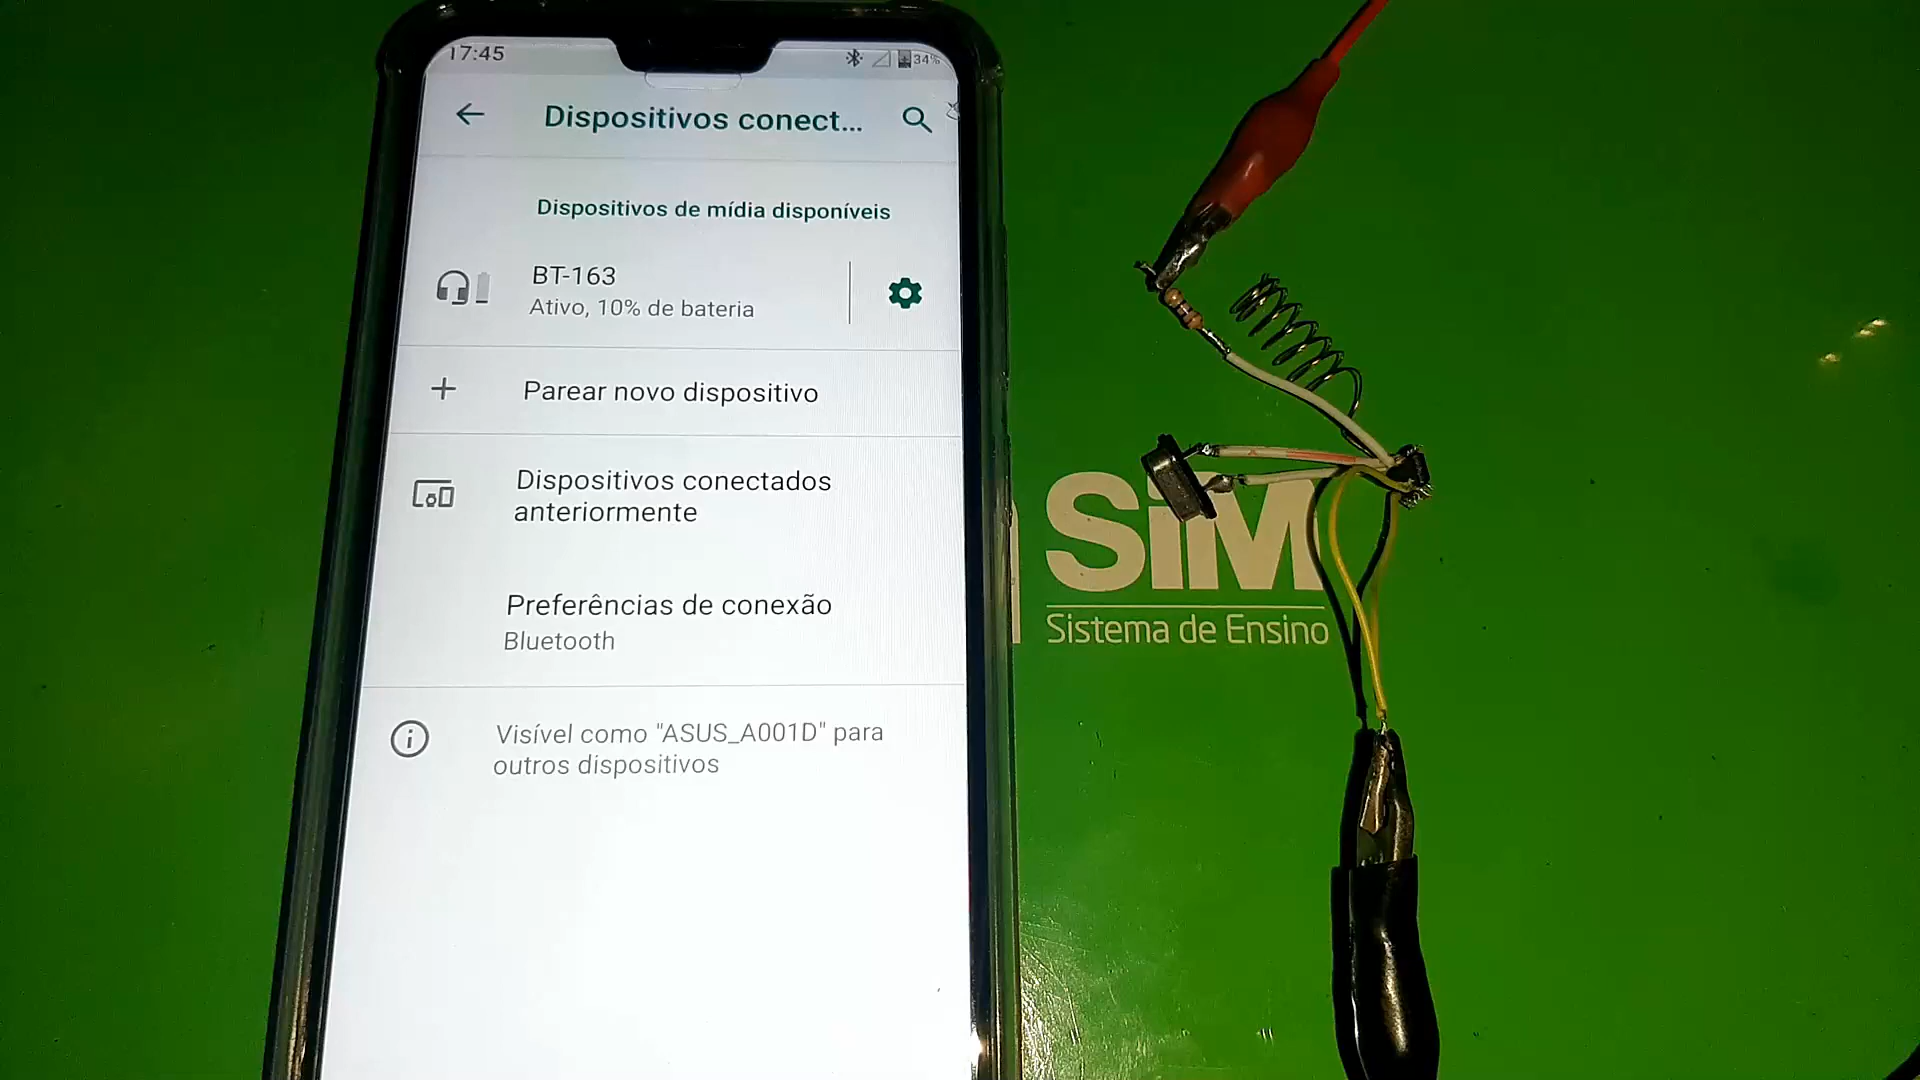 17:45
34%
Dispositivos conect...
Dispositivos de mídia disponíveis
BT-163
Ativo, 10% de bateria
Parear novo dispositivo
Dispositivos conectados
anteriormente
Preferências de conexão
Bluetooth
Visível como "ASUS_A001D" para
outros dispositivos
SiM
Sistema de Ensino